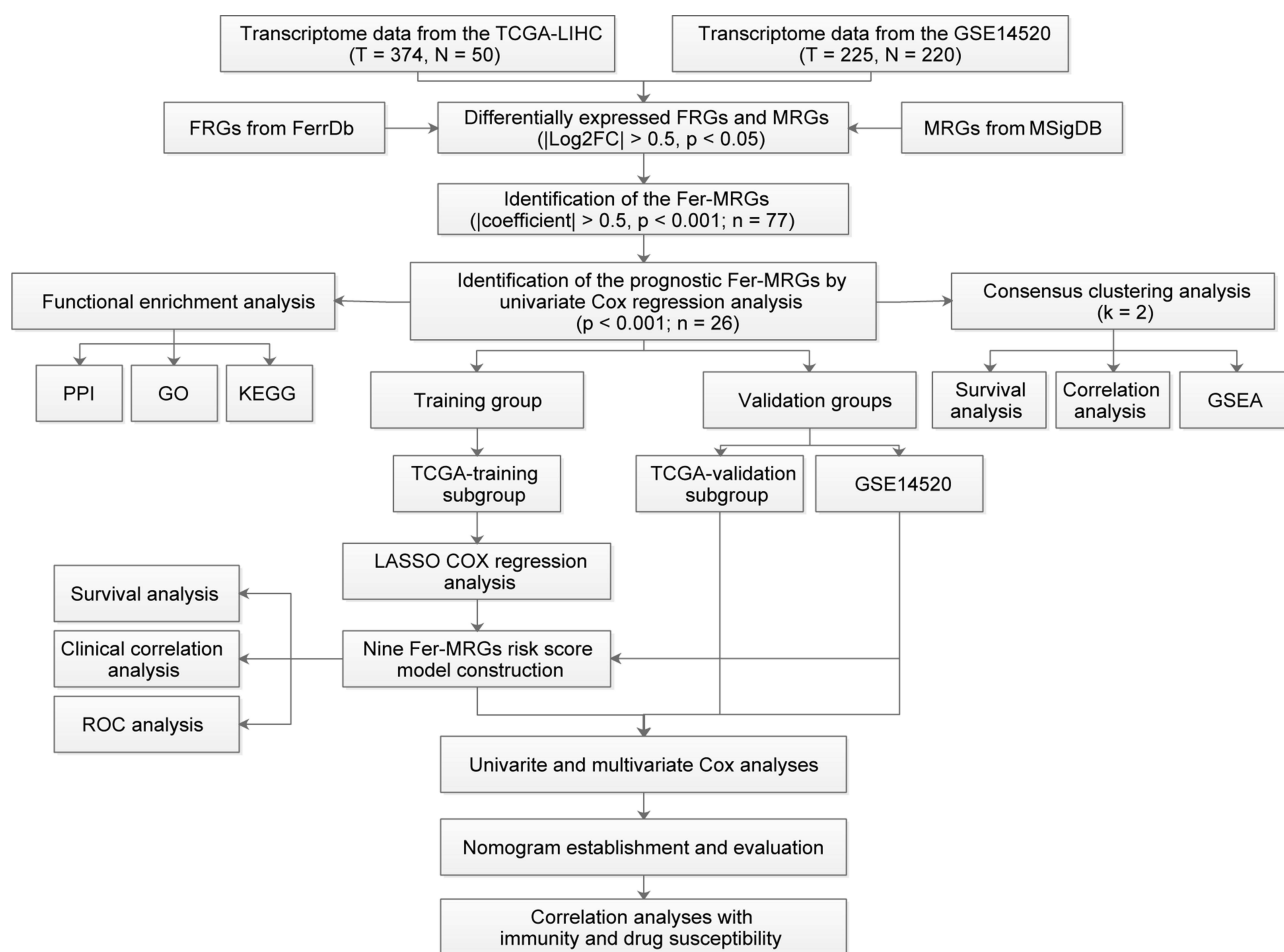 Transcriptome data from the TCGA-LIHC
(T = 374, N = 50)
Transcriptome data from the GSE14520
(T = 225, N = 220)
FRGs from FerrDb
Differentially expressed FRGs and MRGs
(|Log2FC| > 0.5, p < 0.05)
MRGs from MSigDB
Identification of the Fer-MRGs
(|coefficient| > 0.5, p < 0.001; n = 77)
Functional enrichment analysis
Identification of the prognostic Fer-MRGs by
univariate Cox regression analysis
(p < 0.001; n = 26)
Consensus clustering analysis
(k = 2)
PPI
GO
KEGG
Training group
Validation groups
Survival
analysis
Correlation
analysis
GSEA
TCGA-training
subgroup
TCGA-validation
subgroup
GSE14520
LASSO COX regression
analysis
Survival analysis
Clinical correlation
analysis
ROC analysis
Nine Fer-MRGs risk score
model construction
Univarite and multivariate Cox analyses
Nomogram establishment and evaluation
Correlation analyses with
immunity and drug susceptibility